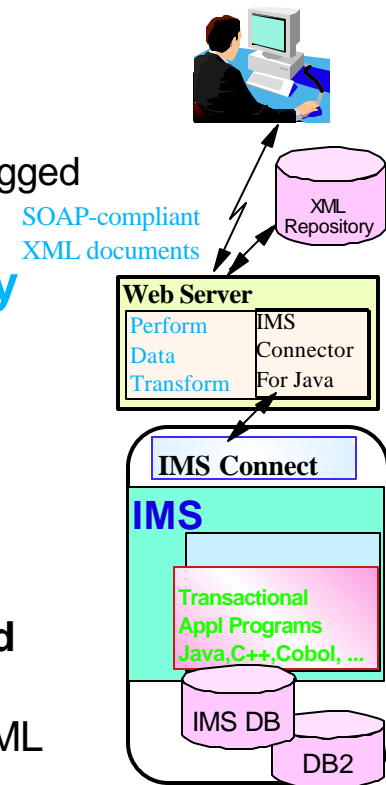 gged
SOAP-compliant
XML documents
y
XML
Repository
Web Server
Perform
Data
Transform
IMS
Connector
For Java
IMS Connect
IMS
Transactional
Appl Programs
Java,C++,Cobol, ...
d
ML
IMS DB
DB2